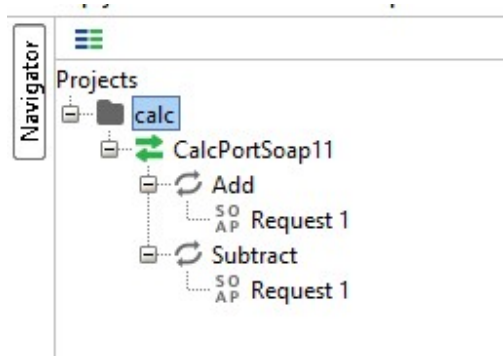 Navigator
Projects
calc
CalcPortSoap11
Add
SO
AP Request 1
Subtract
SO
AP Request 1